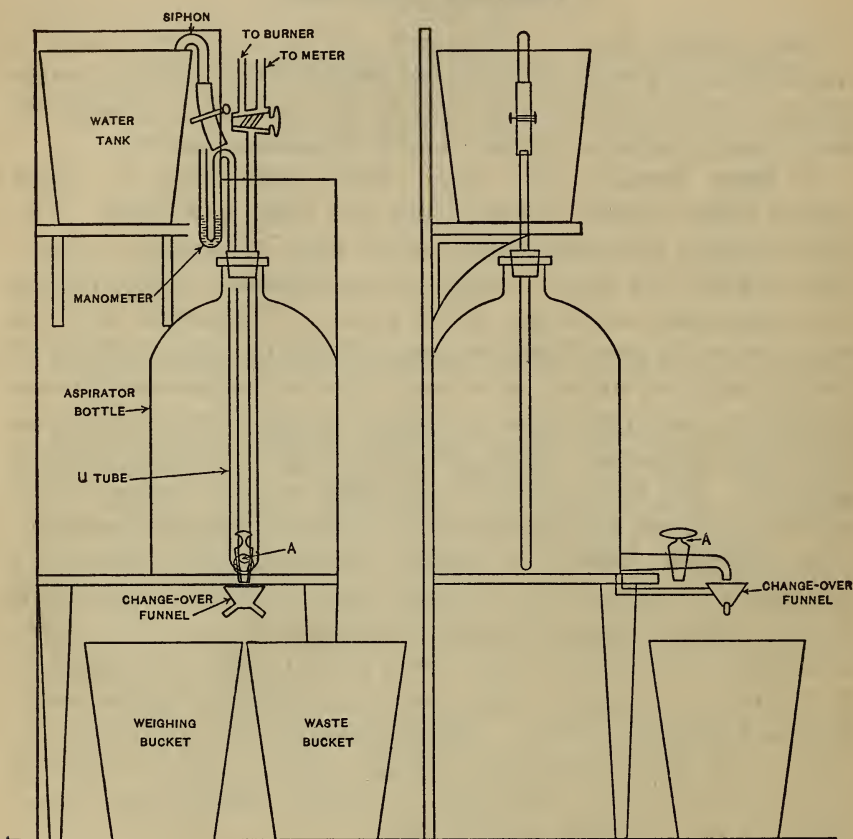 SIPHON
TO BURNER
TO METER
WATER
TANK
MANOMETER
ASPIRATOR
BOTTLE
U TUBE
A
CHANGE-OVER
FUNNEL
WEIGHING
BUCKET
WASTE
BUCKET
A
CHANGE-OVER
FUNNEL